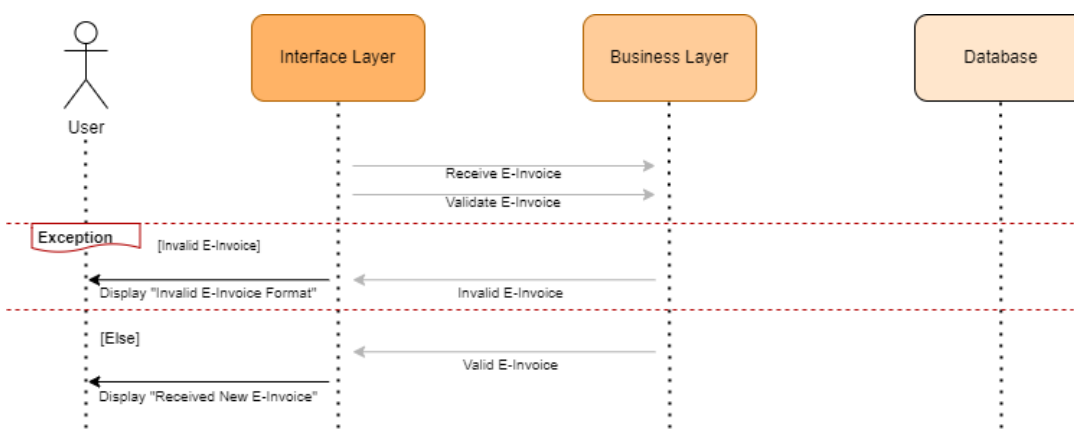 Interface Layer
Business Layer
Database
User
Receive E-Invoice
Validate E-Invoice
Exception
[Invalid E-Invoice]
Display "Invalid E-Invoice Format"
Invalid E-Invoice
[Else]
Valid E-Invoice
Display "Received New E-Invoice"